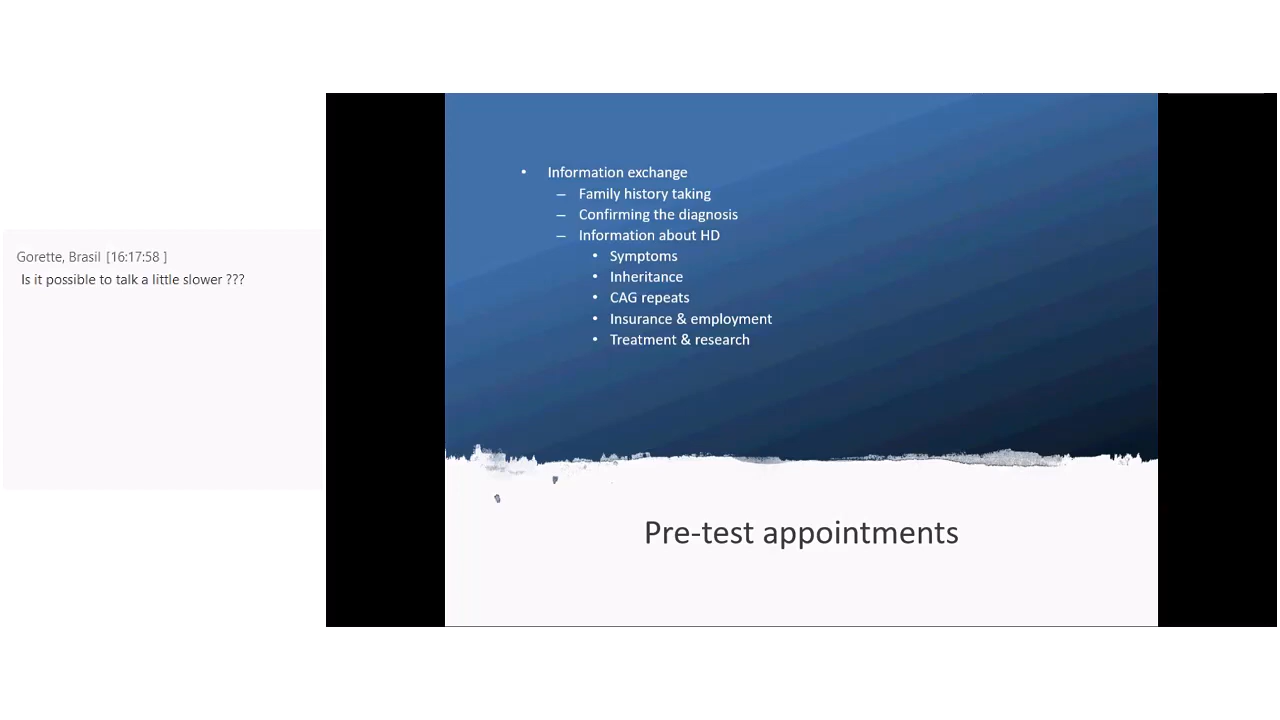 Gorette, Brasil [16:17:58 ]
Is it possible to talk a little slower ???
• Information exchange
– Family history taking
– Confirming the diagnosis
– Information about HD
• Symptoms
• Inheritance
• CAG repeats
• Insurance & employment
• Treatment & research
Pre-test appointments